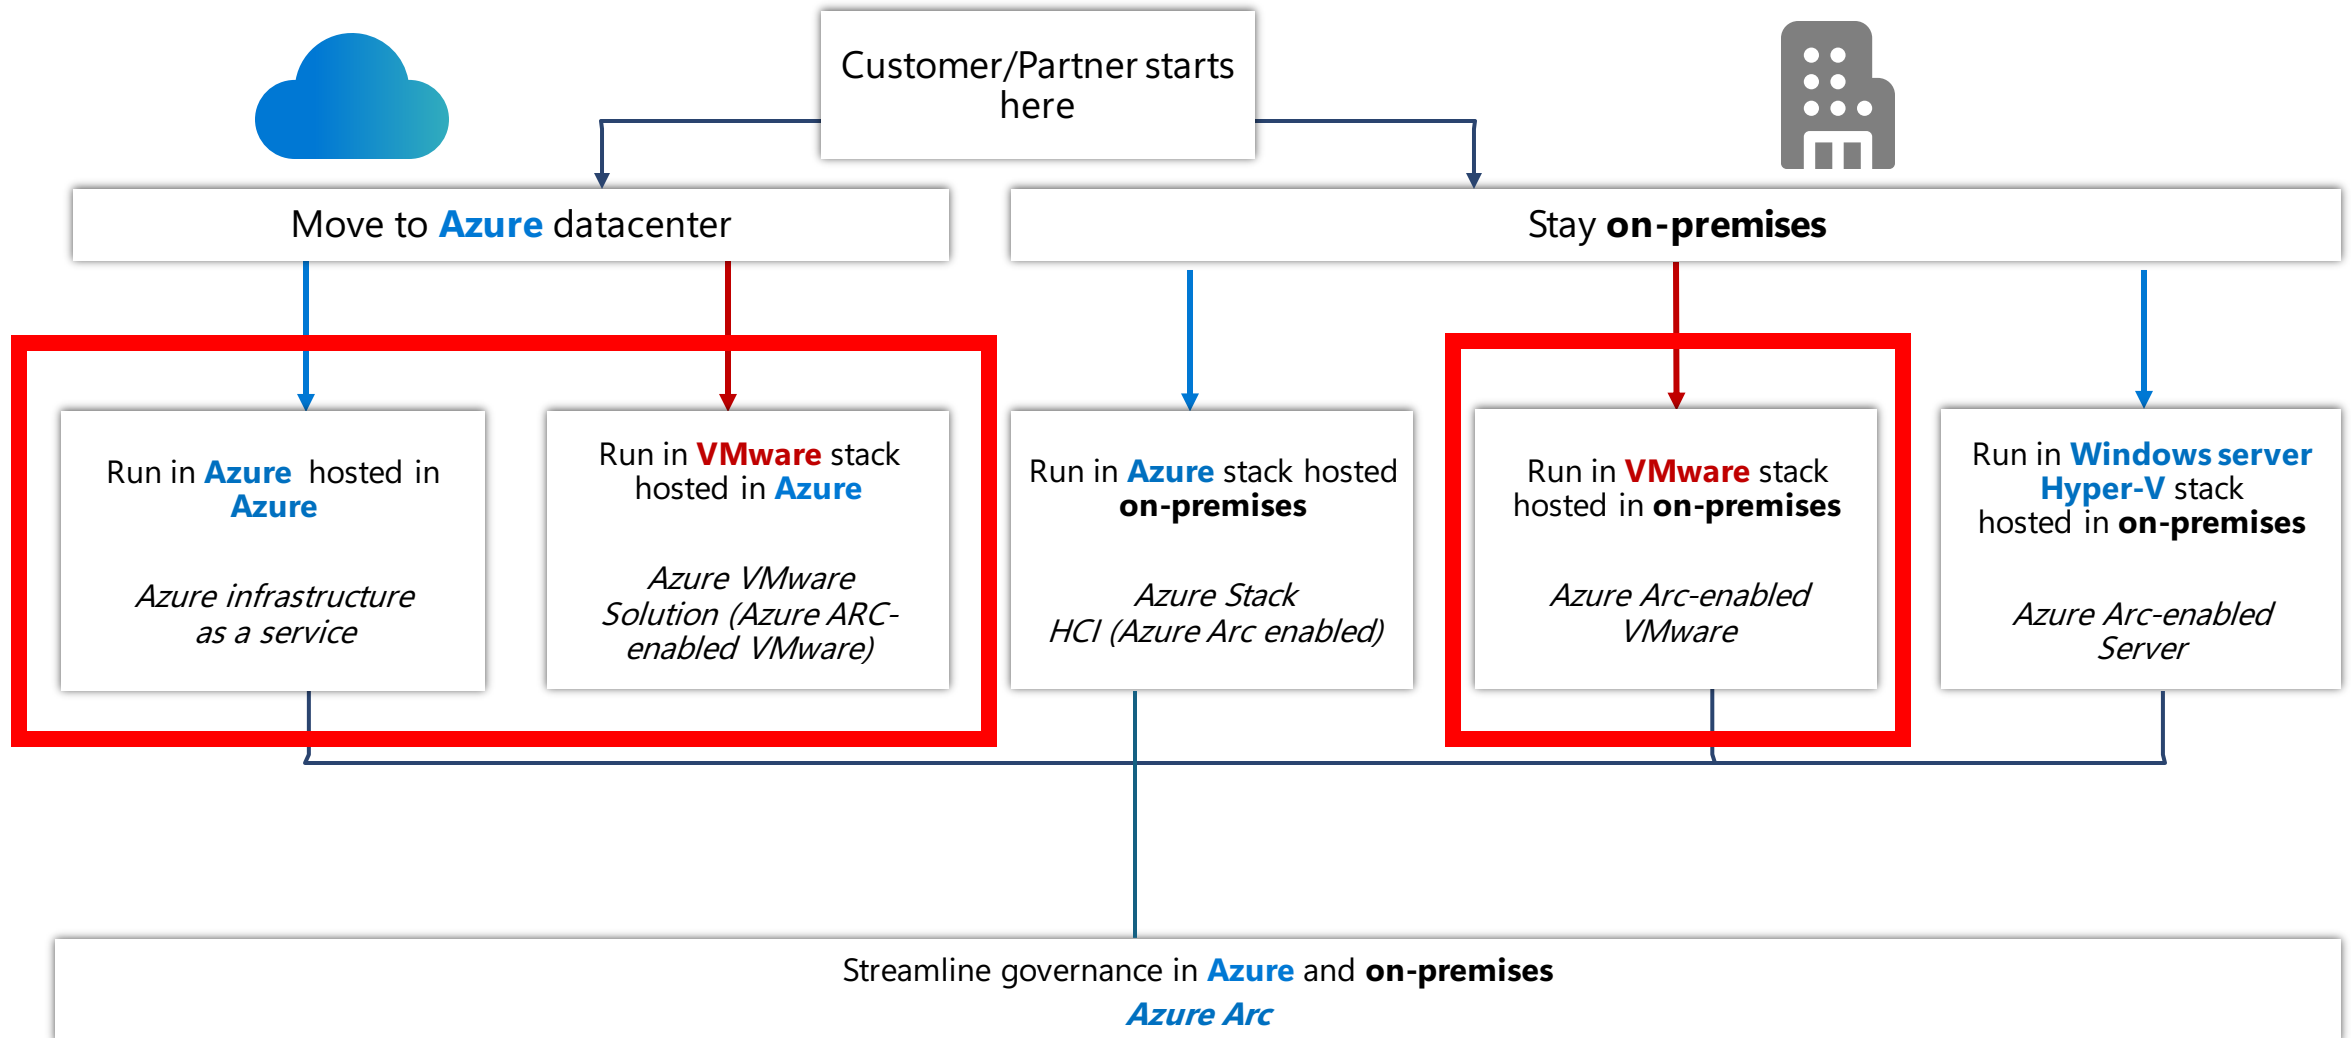 Customer/Partner starts
here
Move to Azure datacenter
Stay on-premises
Run in Azure hosted in
Azure
Azure infrastructure
as a service
Run in VMware stack
hosted in Azure
Azure VMware
Solution (Azure ARC-
enabled VMware)
Run in Azure stack hosted
on-premises
Azure Stack
HCI (Azure Arc enabled)
Run in VMware stack
hosted in on-premises
Azure Arc-enabled
VMware
Run in Windows server
Hyper-V stack
hosted in on-premises
Azure Arc-enabled
Server
Streamline governance in Azure and on-premises
Azure Arc